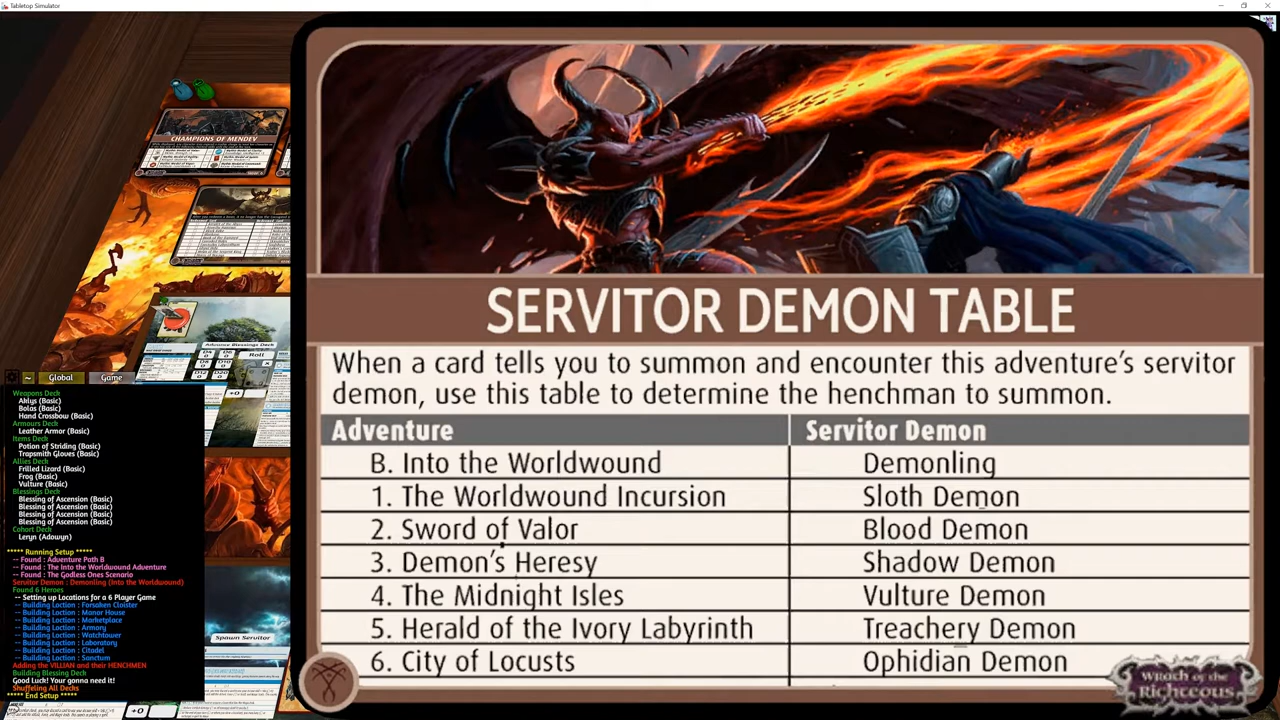 Tabletop Simulator
CHAMPIONS OF MENDEV
Advance Blessings Deck
D4 D6
D8 D10
Roll
+0
~ Global Game
Weapons Deck
Ahlys (Basic)
Bolas (Basic)
Hand Crossbow (Basic)
Armours Deck
Leather Armor (Basic)
Items Deck
Potion of Striding (Basic)
Trapsmith Gloves (Basic)
Allies Deck
Frilled Lizard (Basic)
Frog (Basic)
Vulture (Basic)
Blessings Deck
Blessing of Ascension (Basic)
Blessing of Ascension (Basic)
Blessing of Ascension (Basic)
Blessing of Ascension (Basic)
Cohort Deck
Leryn (Adowyn)
***** Running Setup *****
-- Found : Adventure Path B
-- Found : The Into the Worldwound Adventure
-- Found : The Godless Ones Scenario
Servitor Demon : Demonling (Into the Worldwound)
Found 6 Heroes
-- Setting up Locations for a 6 Player Game
-- Building Loction : Forsaken Cloister
-- Building Loction : Manor House
-- Building Loction : Marketplace
-- Building Loction : Armory
-- Building Loction : Watchtower
-- Building Loction : Laboratory
-- Building Loction : Citadel
-- Building Loction : Sanctum
Adding the VILLIAN and their HENCHMEN
Building Blessing Deck
Good Luck! Your gonna need it!
Shuffeling All Decks
***** End Setup *****
+0
Spawn Servitor
SERVITOR DEMON TABLE
When a card tells you to summon and encounter this adventure's servitor
demon, use this table to determine the henchman to summon.
Adventure Servitor Demon
B. Into the Worldwound Demonling
1. The Worldwound Incursion Sloth Demon
2. Sword of Valor Blood Demon
3. Demon's Heresy Shadow Demon
4. The Midnight Isles Vulture Demon
5. Herald of the Ivory Labyrinth Treachery Demon
6. City of Locusts Ophidian Demon
Wrath of the
RIGHTEOUS